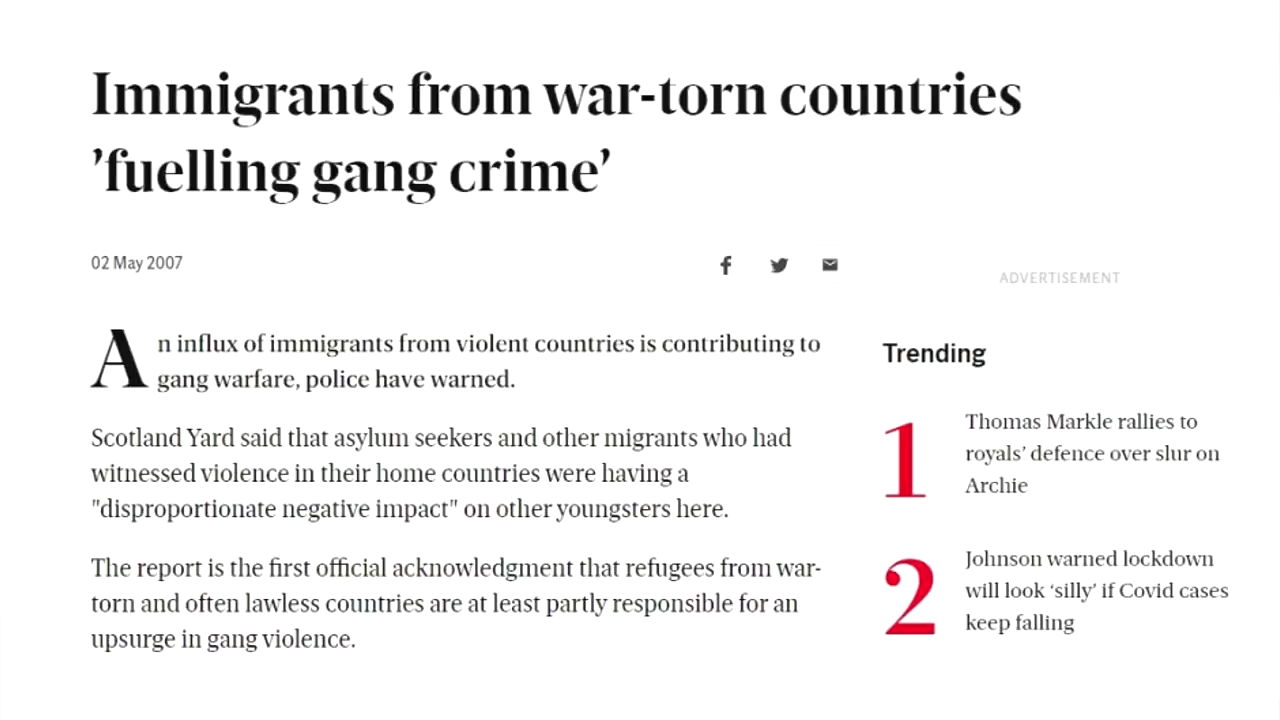 Immigrants from war-torn countries
’fuelling gang crime’
02 May 2007
ADVERTISEMENT
An influx of immigrants from violent countries is contributing to
gang warfare, police have warned.
Scotland Yard said that asylum seekers and other migrants who had
witnessed violence in their home countries were having a
"disproportionate negative impact" on other youngsters here.
The report is the first official acknowledgment that refugees from war-
torn and often lawless countries are at least partly responsible for an
upsurge in gang violence.
Trending
1
Thomas Markle rallies to
royals’ defence over slur on
Archie
2
Johnson warned lockdown
will look ‘silly’ if Covid cases
keep falling